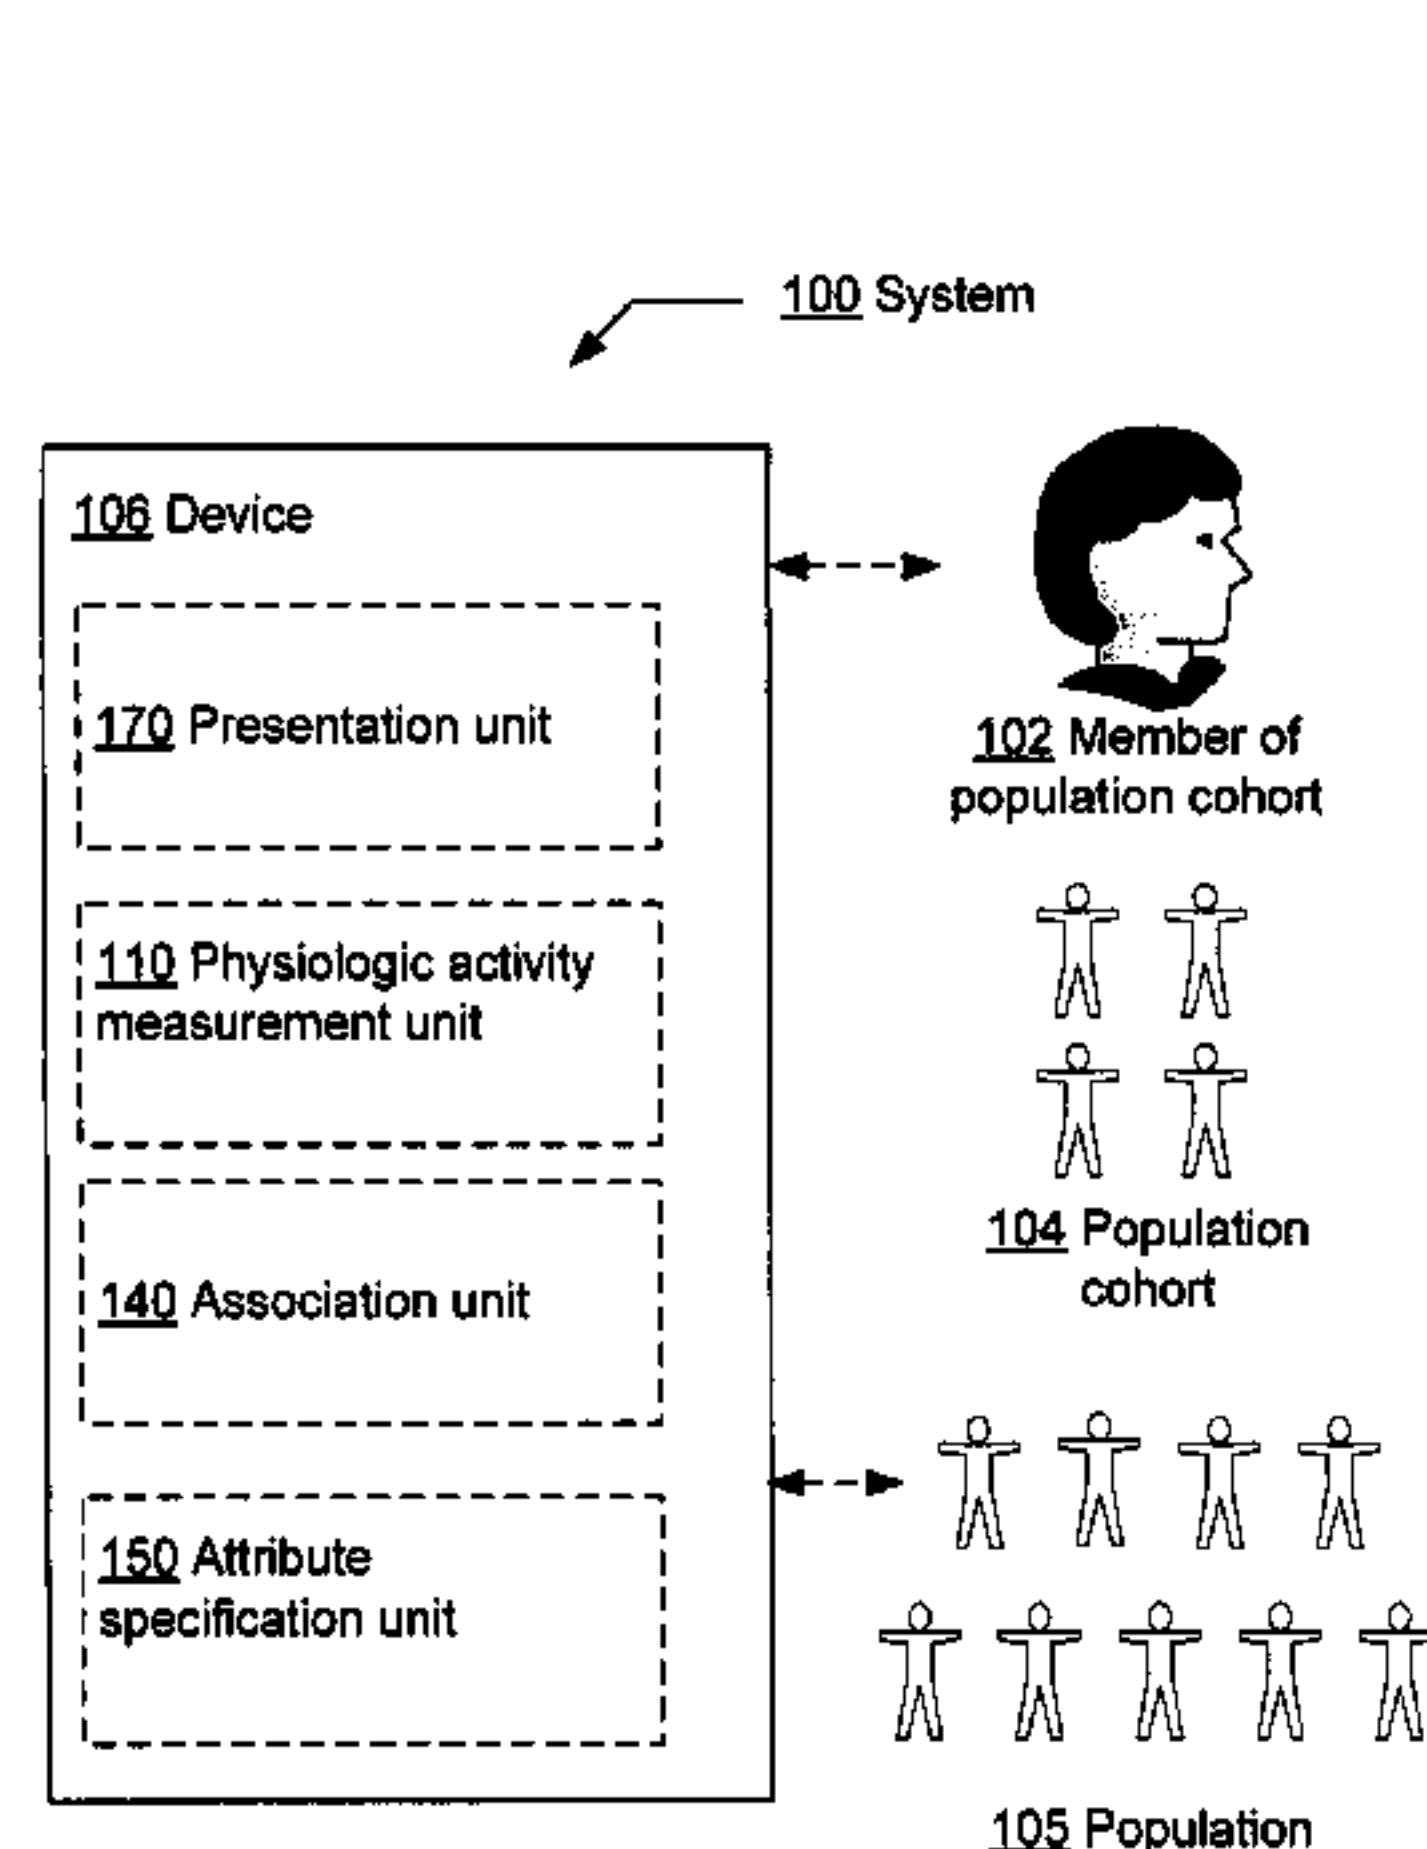 100 System
106 Device
170 Presentation unit
110 Physiologic activity
measurement unit
140 Association unit
150 Attribute
specification unit
102 Member of
population cohort
104 Population
cohort
105 Population